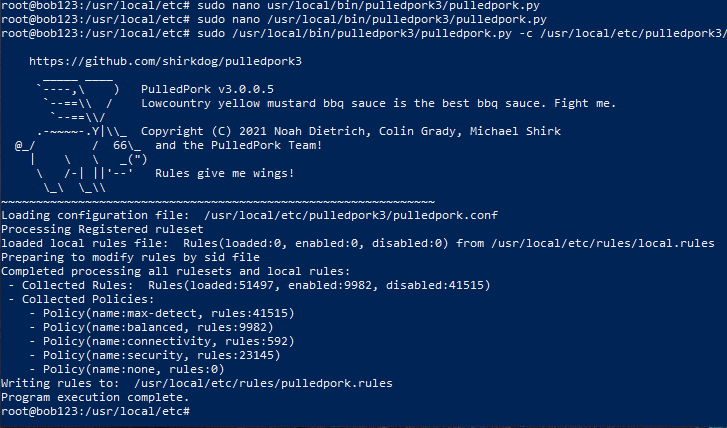 root@bob123:/usr/local/etc# sudo nano usr/local/bin/pulledpork3/pulledpork.py
root@bob123:/usr/local/etc# sudo nano /usr/local/bin/pulledpork3/pulledpork.py
root@bob123:/usr/local/etc# sudo /usr/local/bin/pulledpork3/pulledpork.py -c /usr/local/etc/pulledpork3/
https://github.com/shirkdog/pulledpork3
      _____ ____
     `----,\    )   PulledPork v3.0.0.5
      `--==\\  /    Lowcountry yellow mustard bbq sauce is the best bbq sauce. Fight me.
       `--==\\/
     .-~~~~-.Y|\\_  Copyright (C) 2021 Noah Dietrich, Colin Grady, Michael Shirk
  @_/        /  66\_  and the PulledPork Team!
    |    \   \   _(")
     \   /-| ||'--'   Rules give me wings!
      \_\  \_\\
~~~~~~~~~~~~~~~~~~~~~~~~~~~~~~~~~~~~~~~~~~~~~~~~~~~~~~~~~~~~~~
Loading configuration file:  /usr/local/etc/pulledpork3/pulledpork.conf
Processing Registered ruleset
loaded local rules file:  Rules(loaded:0, enabled:0, disabled:0) from /usr/local/etc/rules/local.rules
Preparing to modify rules by sid file
Completed processing all rulesets and local rules:
 - Collected Rules:  Rules(loaded:51497, enabled:9982, disabled:41515)
 - Collected Policies:
    - Policy(name:max-detect, rules:41515)
    - Policy(name:balanced, rules:9982)
    - Policy(name:connectivity, rules:592)
    - Policy(name:security, rules:23145)
    - Policy(name:none, rules:0)
Writing rules to:  /usr/local/etc/rules/pulledpork.rules
Program execution complete.
root@bob123:/usr/local/etc#